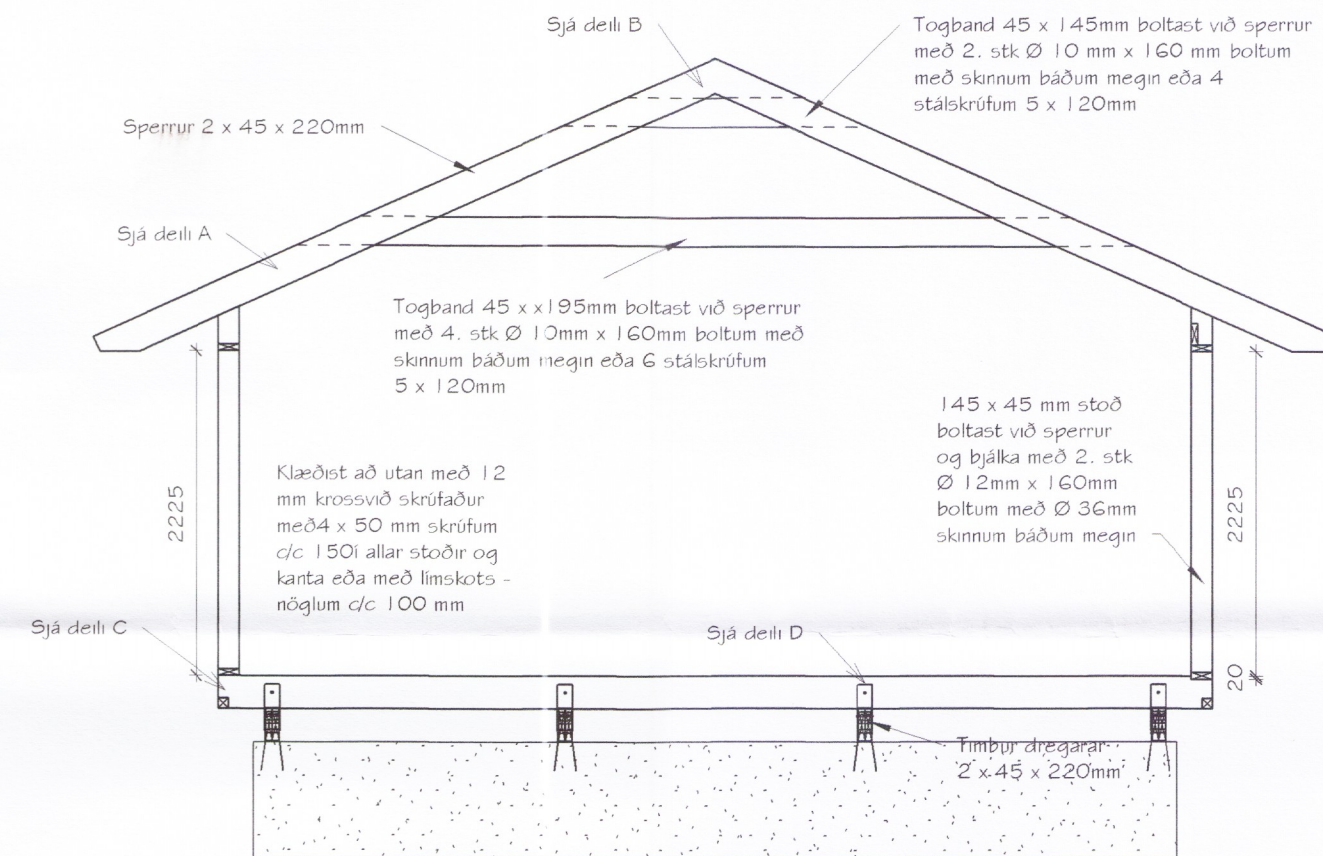 Sjá deili B
Togband 45 x 145mm boltast við sperrur
með 2. stk Ø 10 mm x 160 mm boltum
með skinnum báðum megin eða 4
stálskrúfum 5 x 120mm
Sperrur 2 x 45 x 220mm
Sjá deili A
Togband 45 x x195mm boltast við sperrur
með 4. stk Ø 10mm x 160mm boltum með
skinnum báðum megin eða 6 stálskrúfum
5 x 120mm
145 x 45 mm stoð
boltast við sperrur
og bjálka með 2. stk
Ø 12mm x 160mm
boltum með Ø 36mm
skinnum báðum megin
Klæðist að utan með 12
mm krossvið skrúfaður
með4 x 50 mm skrúfum
c/c 150í allar stoðir og
kanta eða með límskots -
nöglum c/c 100 mm
2225
2225
Sjá deili C
Sjá deili D
20
Timbur dregarar
2 x 45 x 220mm